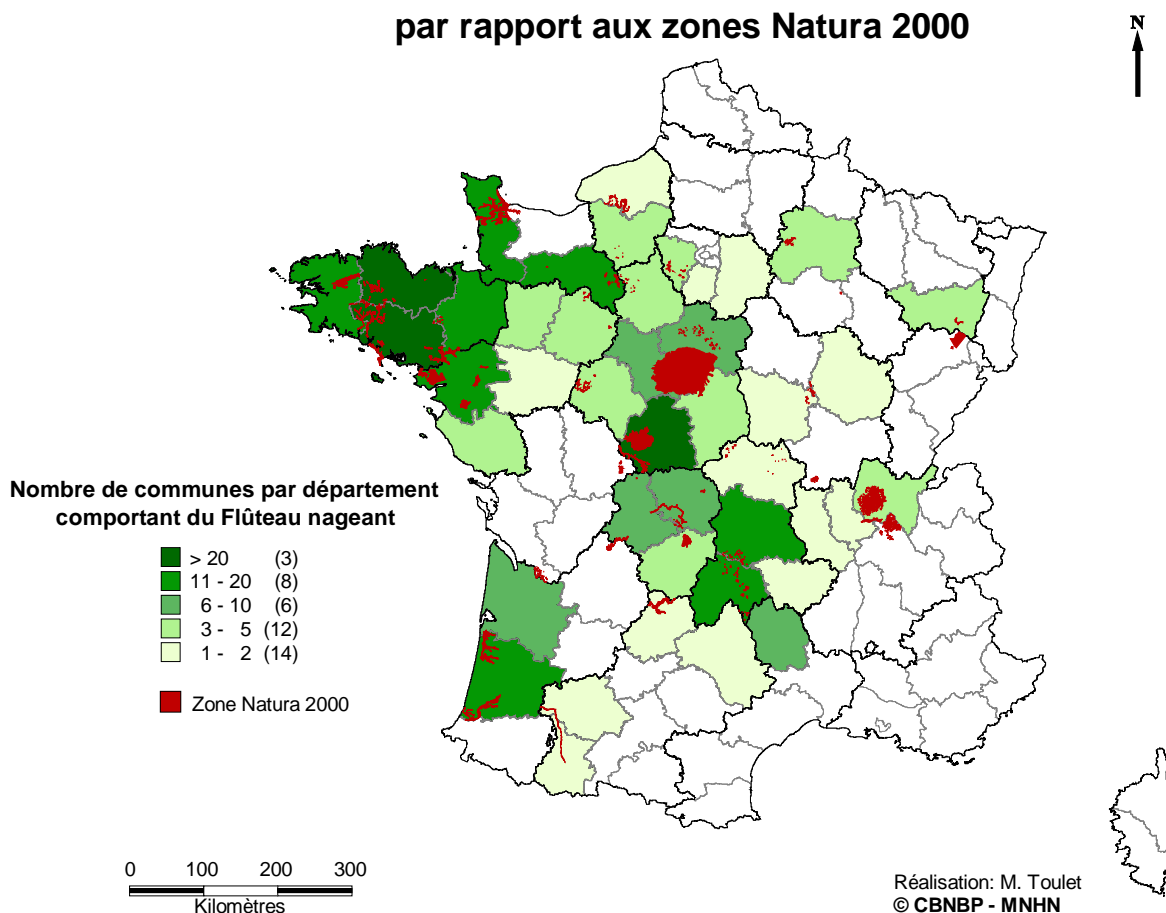 par rapport aux zones Natura 2000
N
Nombre de communes par département
comportant du Flûteau nageant
> 20 (3)
11 - 20 (8)
6 - 10 (6)
3 - 5 (12)
1 - 2 (14)
Zone Natura 2000
0 100 200 300
Kilomètres
Réalisation: M. Toulet
© CBNBP - MNHN